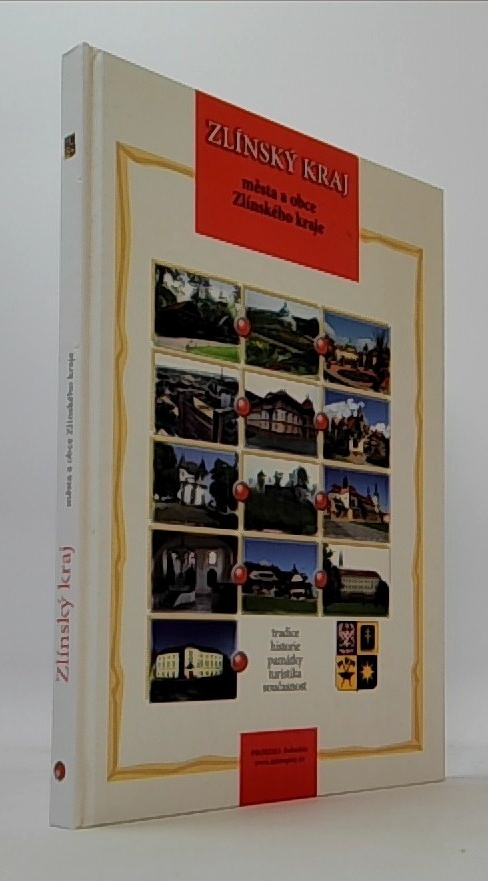 ZLÍNSKÝ KRAJ
města a obce
Zlínského kraje
tradice
historie
památky
turistika
současnost
Zlínský kraj
města a obce Zlínského kraje